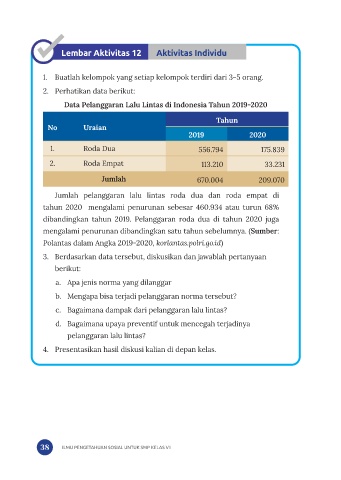 Lembar Aktivitas 12 Aktivitas Individu
1. Buatlah kelompok yang setiap kelompok terdiri dari 3-5 orang.
2. Perhatikan data berikut:
Data Pelanggaran Lalu Lintas di Indonesia Tahun 2019-2020
No Uraian Tahun
2019 2020
1. Roda Dua 556.794 175.839
2. Roda Empat 113.210 33.231
Jumlah 670.004 209.070
Jumlah pelanggaran lalu lintas roda dua dan roda empat di
tahun 2020 mengalami penurunan sebesar 460.934 atau turun 68%
dibandingkan tahun 2019. Pelanggaran roda dua di tahun 2020 juga
mengalami penurunan dibandingkan satu tahun sebelumnya. (Sumber:
Polantas dalam Angka 2019-2020, korlantas.polri.go.id)
3. Berdasarkan data tersebut, diskusikan dan jawablah pertanyaan
berikut:
a. Apa jenis norma yang dilanggar
b. Mengapa bisa terjadi pelanggaran norma tersebut?
c. Bagaimana dampak dari pelanggaran lalu lintas?
d. Bagaimana upaya preventif untuk mencegah terjadinya
pelanggaran lalu lintas?
4. Presentasikan hasil diskusi kalian di depan kelas.
38 ILMU PENGETAHUAN SOSIAL UNTUK SMP KELAS VII